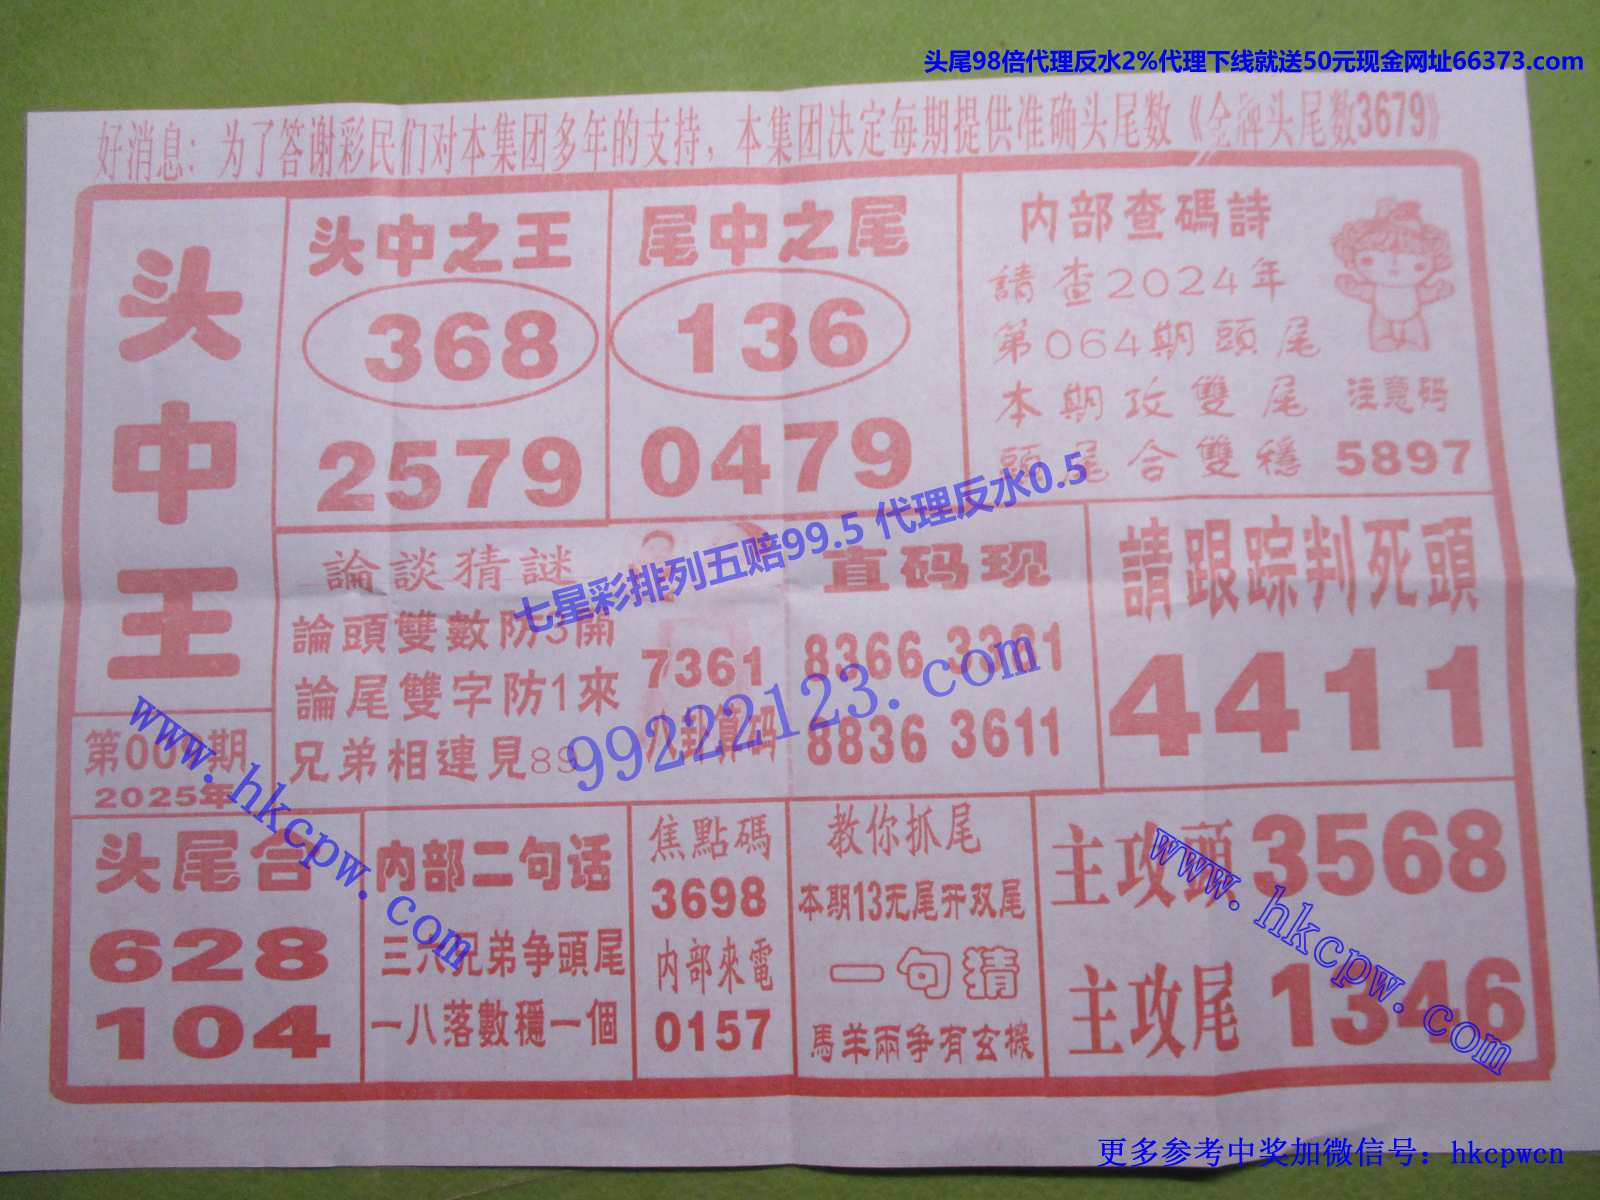 头尾98倍代理反水2%代理下线就送50元现金网址66373.com
好消息：为了答谢彩民们对本集团多年的支持，本集团决定每期提供准确头尾数《金牌头尾数3679》
头中王
2025年
头中之王
368
2579
尾中之尾
136
0479
内部查碼詩
請查2024年
第064期頭尾
本期攻雙尾
頭尾合雙穩
注意码
5897
論談猜謎
論頭雙數防3開
論尾雙字防1來
兄弟相連見89
7361
八卦算码
直码现
8366 3361
8836 3611
請跟踪判死頭
4411
七星彩排列五赔99.5 代理反水0.5
99222123.com
www.hkcpw.com
头尾合
628
104
内部二句话
三六兄弟争頭尾
一八落數穩一個
焦點碼
3698
内部來電
0157
教你抓尾
本期13无尾开双尾
一句猜
馬羊兩争有玄機
主攻頭 3568
主攻尾 1346
www.hkcpw.com
更多参考中奖加微信号：hkcpwcn